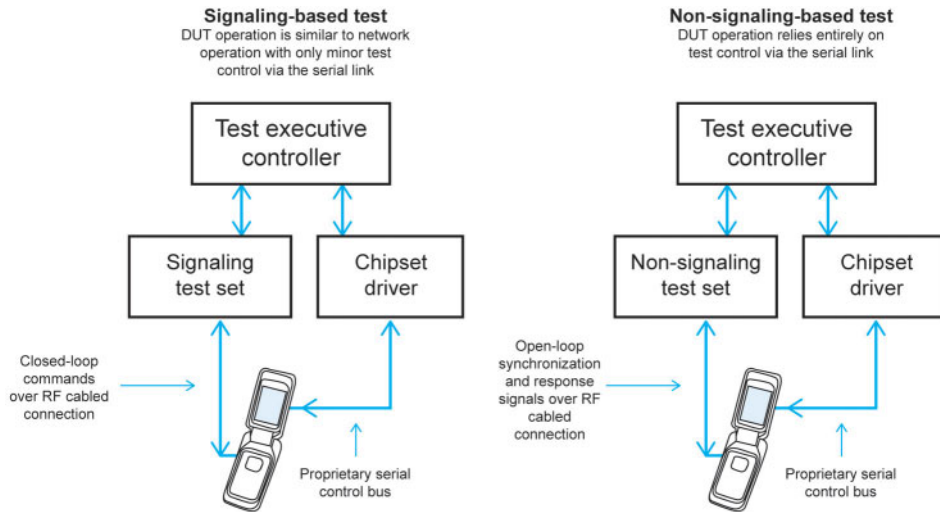 Signaling-based test
DUT operation is similar to network
operation with only minor test
control via the serial link
Test executive
controller
Signaling
test set
Chipset
driver
Closed-loop
commands
over RF cabled
connection
Proprietary serial
control bus
Non-signaling-based test
DUT operation relies entirely on
test control via the serial link
Test executive
controller
Non-signaling
test set
Chipset
driver
Open-loop
synchronization
and response
signals over RF
cabled
connection
Proprietary serial
control bus